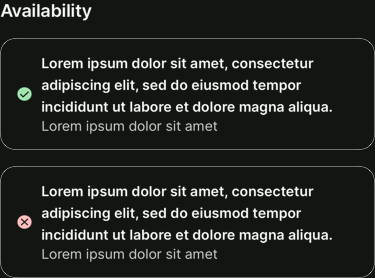 Availability
Lorem ipsum dolor sit amet, consectetur
adipiscing elit, sed do eiusmod tempor
incididunt ut labore et dolore magna aliqua.
Lorem ipsum dolor sit amet
Lorem ipsum dolor sit amet, consectetur
adipiscing elit, sed do eiusmod tempor
incididunt ut labore et dolore magna aliqua.
Lorem ipsum dolor sit amet